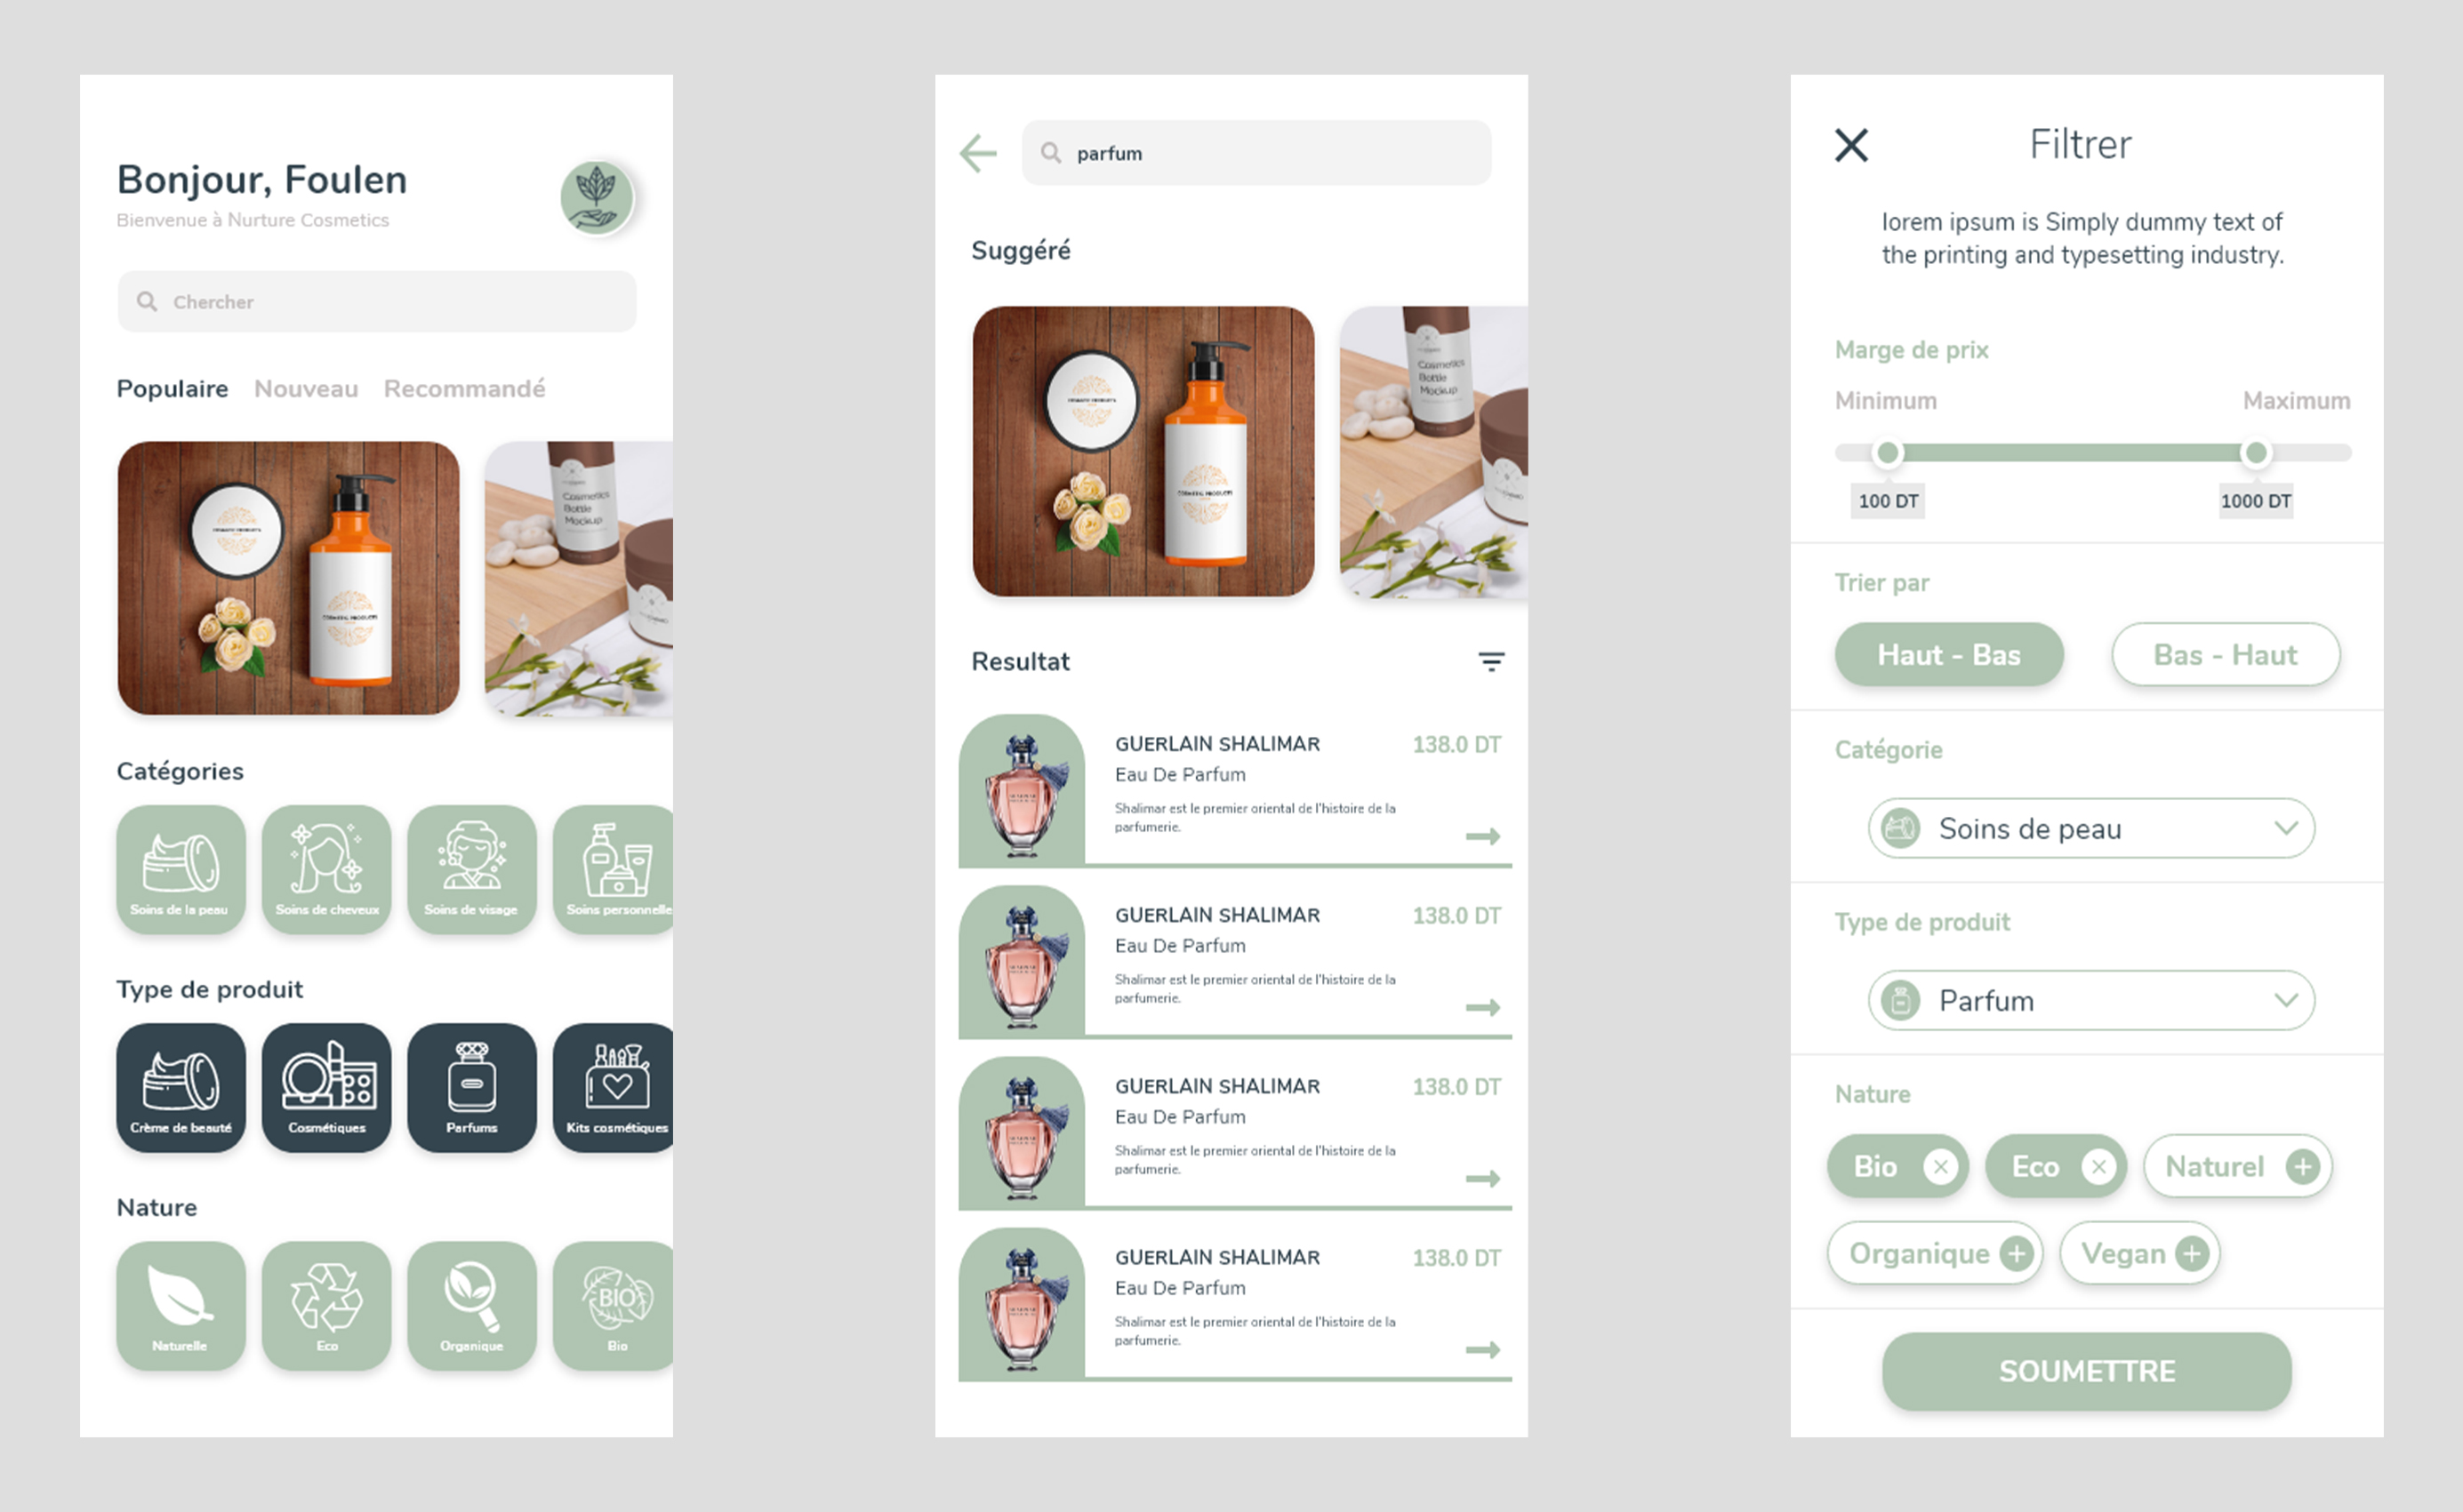 Bonjour, Foulen
Bienvenue à Nurture Cosmetics
Chercher
Populaire Nouveau Recommandé
Cosmetics
Bottle
Mockup
COSMETIC PRODUCTS
Catégories
Soins de la peau
Soins de cheveux
Soins de visage
Soins personnelle
Type de produit
Crème de beauté
Cosmétiques
Parfums
Kits cosmétiques
Nature
BIO
Naturelle
Eco
Organique
Bio
parfum
Suggéré
Cosmetics
Bottle
Mockup
COSMETIC PRODUCTS
Resultat
GUERLAIN SHALIMAR 138.0 DT
Eau De Parfum
Shalimar est le premier oriental de l'histoire de la
parfumerie.
GUERLAIN SHALIMAR 138.0 DT
Eau De Parfum
Shalimar est le premier oriental de l'histoire de la
parfumerie.
GUERLAIN SHALIMAR 138.0 DT
Eau De Parfum
Shalimar est le premier oriental de l'histoire de la
parfumerie.
GUERLAIN SHALIMAR 138.0 DT
Eau De Parfum
Shalimar est le premier oriental de l'histoire de la
parfumerie.
Filtrer
lorem ipsum is Simply dummy text of
the printing and typesetting industry.
Marge de prix
Minimum Maximum
100 DT 1000 DT
Trier par
Haut - Bas Bas - Haut
Catégorie
Soins de peau
Type de produit
Parfum
Nature
Bio Eco Naturel
Organique Vegan
SOUMETTRE